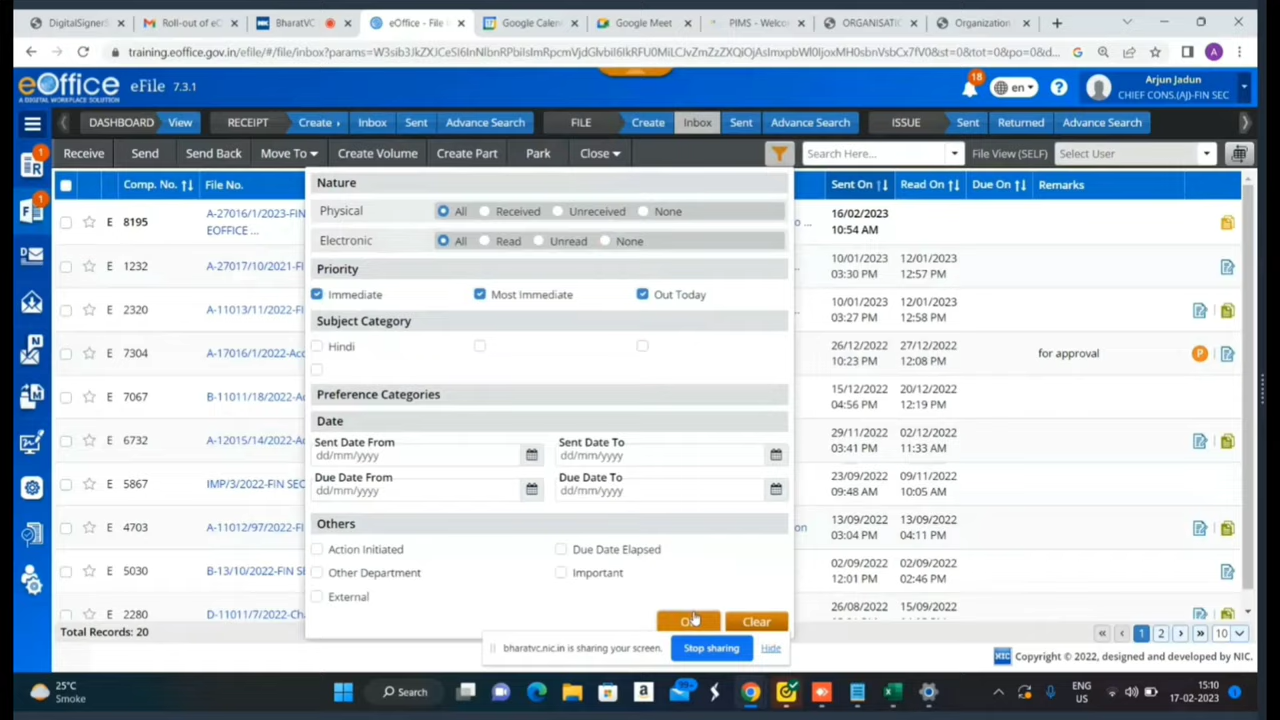 DigitalSigner
Roll-out of eO
BharatVC
eOffice - File I
Google Calen
Google Meet
PIMS - Welco
ORGANISATI
Organization
training.eoffice.gov.in/efile/#/file/inbox?params=
eOffice
A DIGITAL WORKPLACE SOLUTION
eFile 7.3.1
18
en
Arjun Jadun
CHIEF CONS.(AJ)-FIN SEC
DASHBOARD View RECEIPT Create Inbox Sent Advance Search FILE Create Inbox Sent Advance Search ISSUE Sent Returned Advance Search
Receive Send Send Back Move To Create Volume Create Part Park Close Search Here... File View (SELF) Select User
Comp. No. File No. Sent On Read On Due On Remarks
E 8195 A-27016/1/2023-FIN
EOFFICE ...
16/02/2023
10:54 AM
E 1232 A-27017/10/2021-FI
10/01/2023 12/01/2023
03:30 PM 12:57 PM
E 2320 A-11013/11/2022-FI
10/01/2023 12/01/2023
03:27 PM 12:58 PM
E 7304 A-17016/1/2022-Acc
26/12/2022 27/12/2022
10:23 PM 12:08 PM
for approval
P
E 7067 B-11011/18/2022-Ac
15/12/2022 20/12/2022
04:56 PM 12:19 PM
E 6732 A-12015/14/2022-Ac
29/11/2022 02/12/2022
03:41 PM 11:33 AM
E 5867 IMP/3/2022-FIN SEC
23/09/2022 09/11/2022
09:48 AM 10:05 AM
E 4703 A-11012/97/2022-FI
on
13/09/2022 13/09/2022
03:04 PM 04:11 PM
E 5030 B-13/10/2022-FIN S
02/09/2022 02/09/2022
12:01 PM 02:46 PM
E 2280 D-11011/7/2022-Ch
26/08/2022 15/09/2022
Nature
Physical All Received Unreceived None
Electronic All Read Unread None
Priority
Immediate Most Immediate Out Today
Subject Category
Hindi
Preference Categories
Date
Sent Date From Sent Date To
dd/mm/yyyy dd/mm/yyyy
Due Date From Due Date To
dd/mm/yyyy dd/mm/yyyy
Others
Action Initiated Due Date Elapsed
Other Department Important
External
Clear
Total Records: 20
« ‹ 1 2 › » 10
bharatvc.nic.in is sharing your screen. Stop sharing Hide
NIC Copyright © 2022, designed and developed by NIC.
25°C
Smoke
Search
99+
ENG
US
15:10
17-02-2023